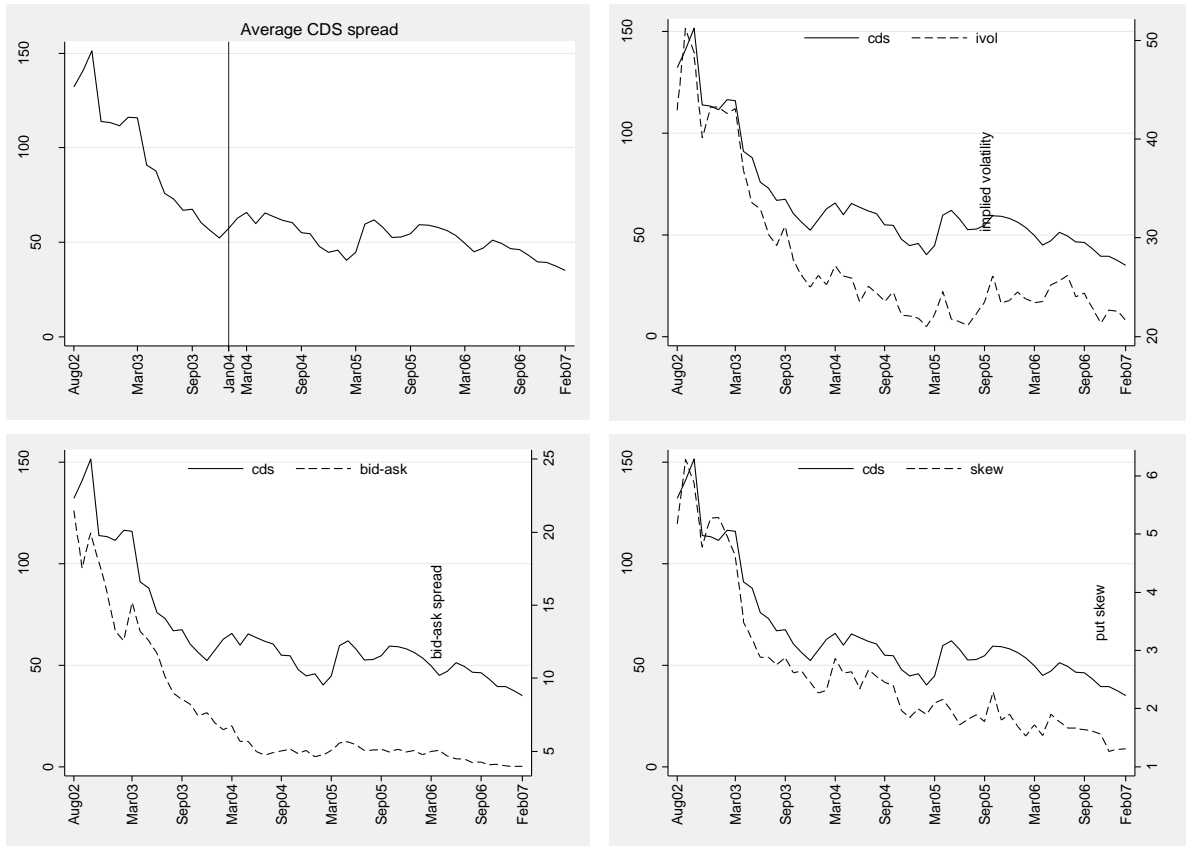 Average CDS spread
150
100
50
0
Aug02 Mar03 Sep03 Jan04 Mar04 Sep04 Mar05 Sep05 Mar06 Sep06 Feb07
cds ivol
150
100
50
0
50
40
30
20
implied volatility
Aug02 Mar03 Sep03 Mar04 Sep04 Mar05 Sep05 Mar06 Sep06 Feb07
cds bid-ask
150
100
50
0
25
20
15
10
5
bid-ask spread
Aug02 Mar03 Sep03 Mar04 Sep04 Mar05 Sep05 Mar06 Sep06 Feb07
cds skew
150
100
50
0
6
5
4
3
2
1
put skew
Aug02 Mar03 Sep03 Mar04 Sep04 Mar05 Sep05 Mar06 Sep06 Feb07